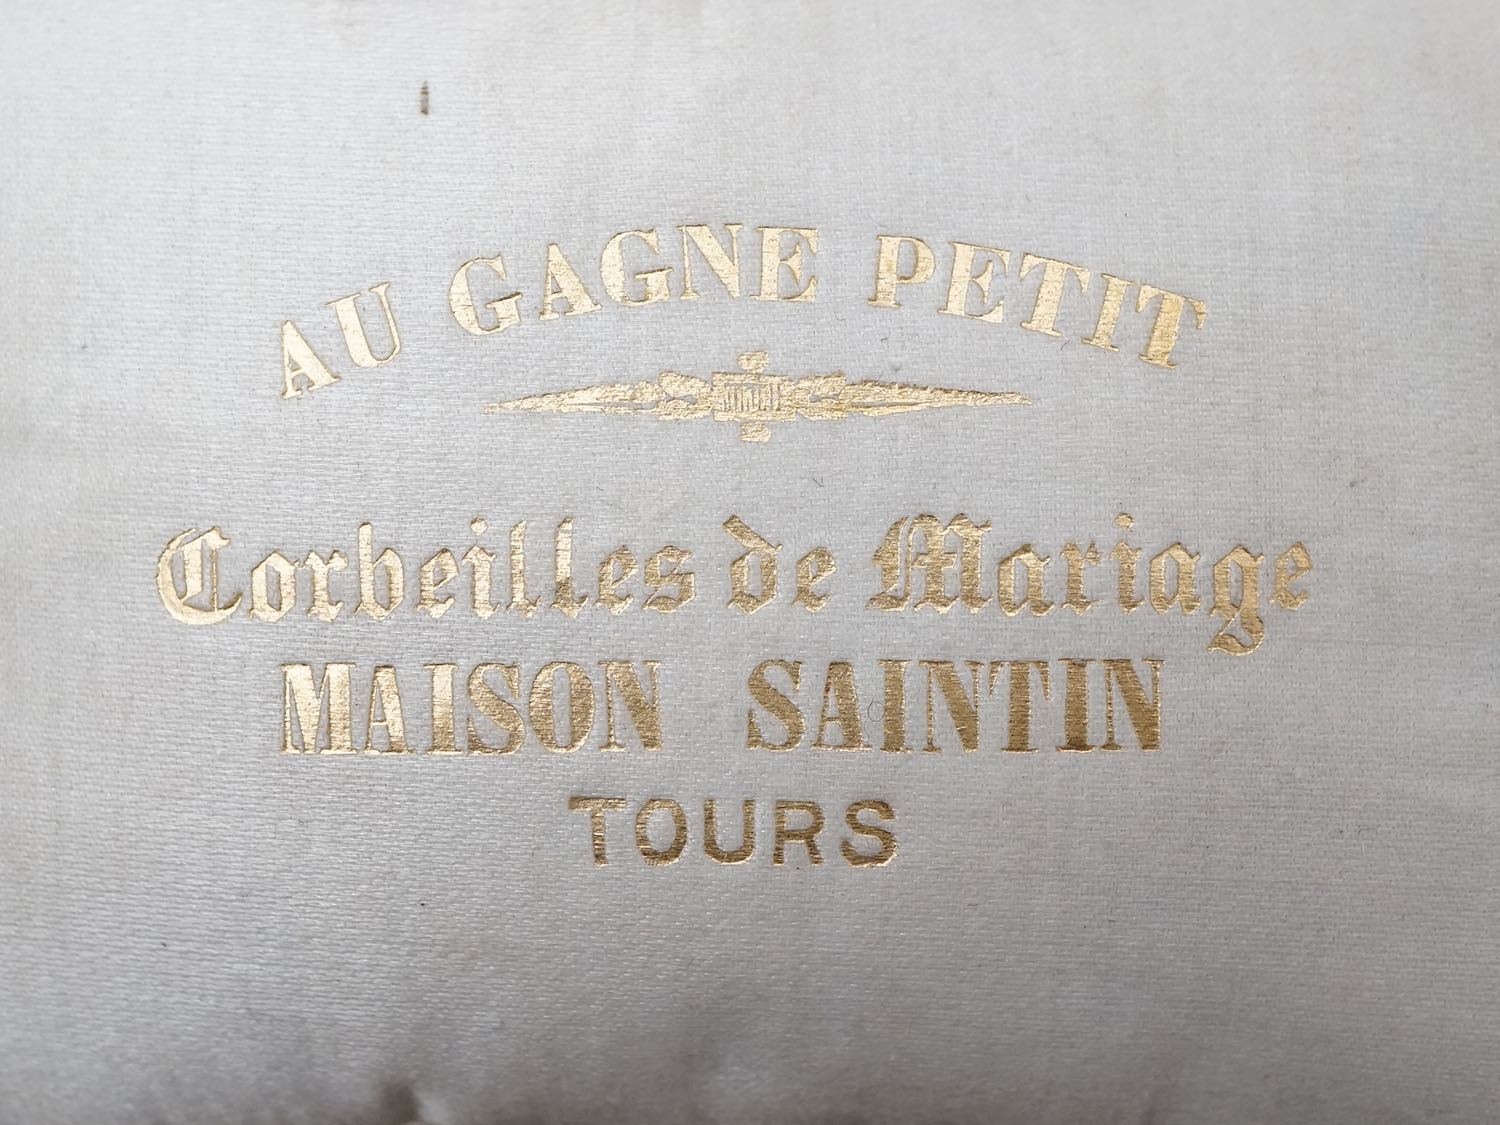 AU GAGNE PETIT
Corbeilles de Mariage
MAISON SAINTIN
TOURS